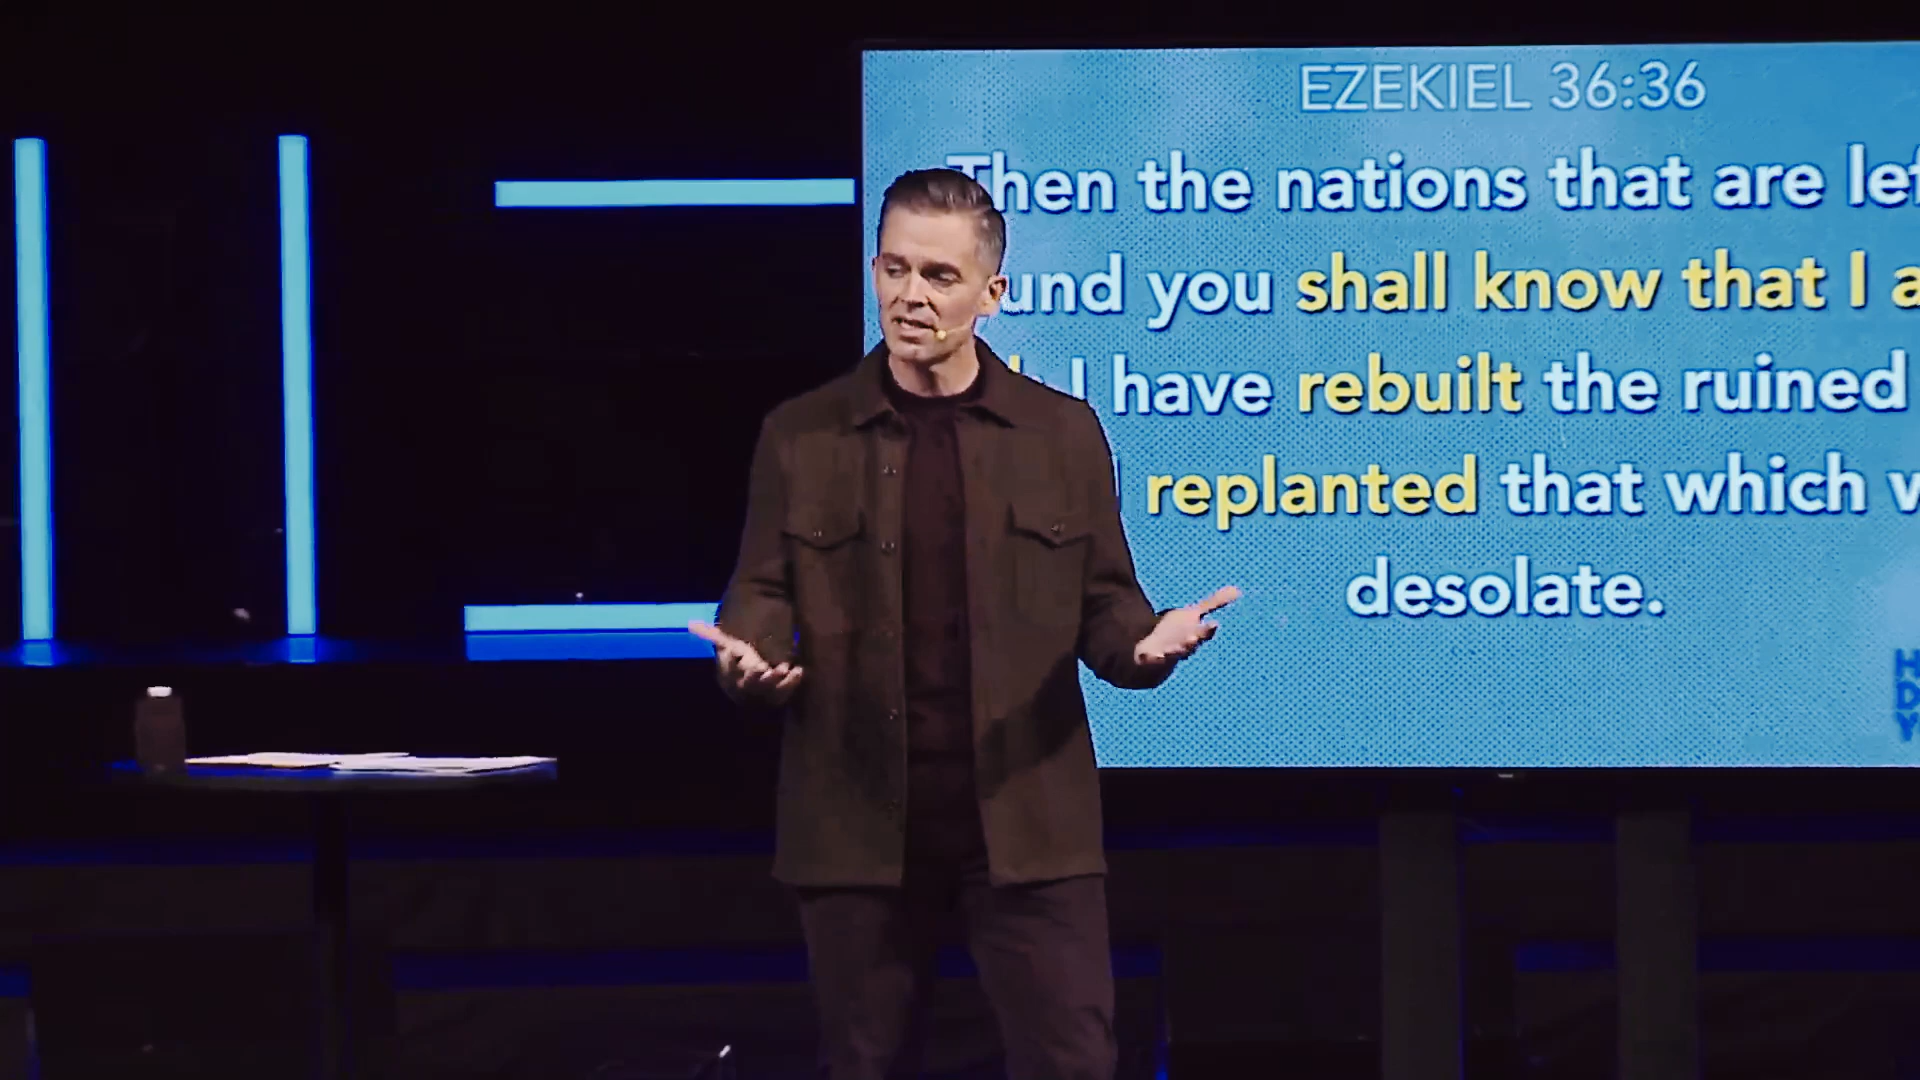 EZEKIEL 36:36
Then the nations that are lef
und you shall know that I a
I have rebuilt the ruined
replanted that which w
desolate.
H
D
Y